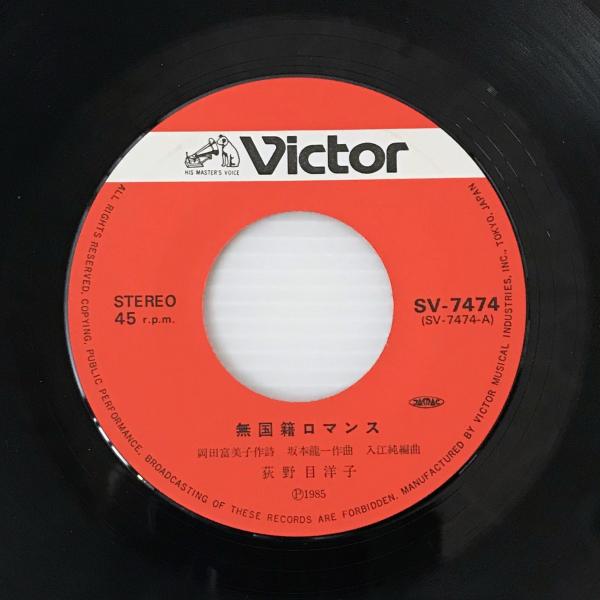 HIS MASTER'S VOICE
Victor
STEREO
45 r.p.m.
SV-7474
(SV-7474-A)
JASRAC
無国籍ロマンス
岡田富美子作詩 坂本龍一作曲 入江純編曲
荻野目洋子
Ⓟ1985
ALL RIGHTS RESERVED. COPYING, PUBLIC PERFORMANCE, BROADCASTING OF THESE RECORDS ARE FORBIDDEN. MANUFACTURED BY VICTOR MUSICAL INDUSTRIES, INC., TOKYO, JAPAN